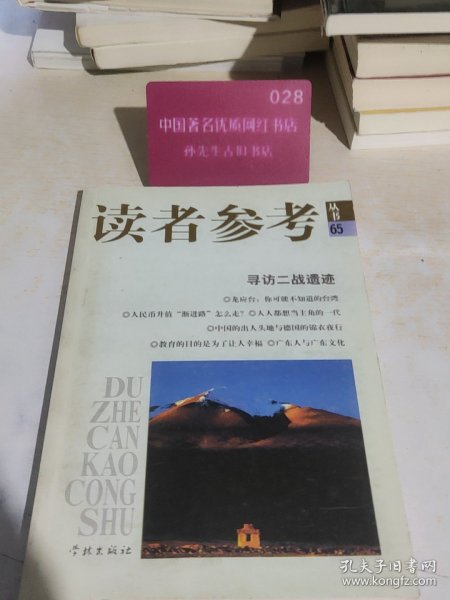 028
中国著名优质网红书店
孙先生古旧书店
读者参考
丛书
65
寻访二战遗迹
◎龙应台：你可能不知道的台湾
◎人民币升值“渐进路”怎么走？◎人人都想当主角的一代
◎中国的出人头地与德国的锦衣夜行
◎教育的目的是为了让人幸福 ◎广东人与广东文化
DU
ZHE
CAN
KAO
CONG
SHU
学林出版社
孔夫子旧书网
www.kongfz.com